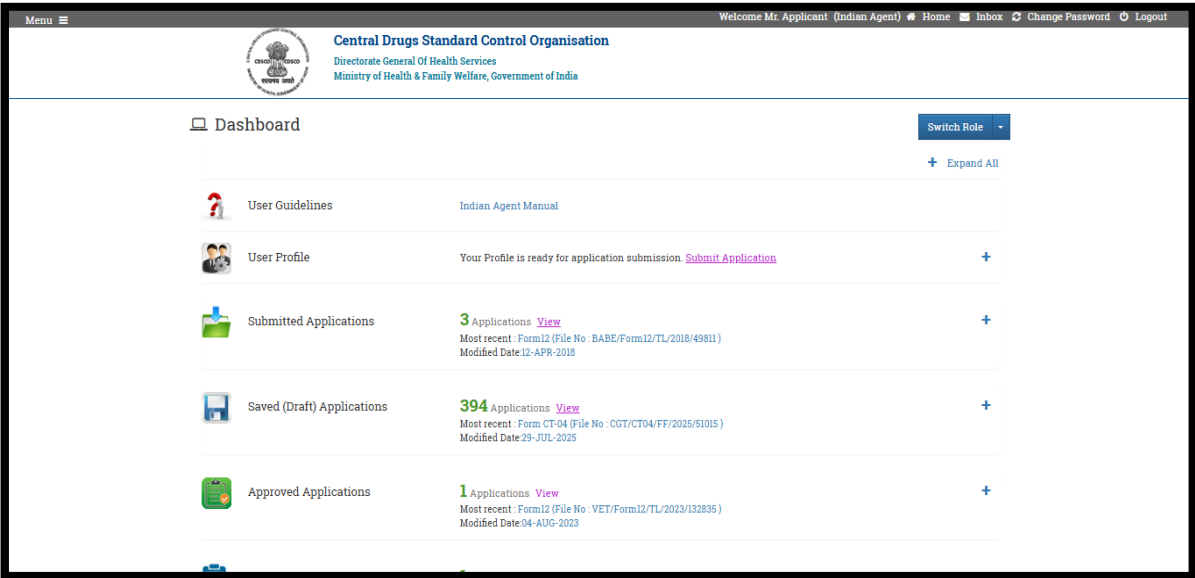 Menu
Welcome Mr. Applicant (Indian Agent) Home Inbox Change Password Logout
CDSCO CDSCO
Central Drugs Standard Control Organisation
Directorate General Of Health Services
Ministry of Health & Family Welfare, Government of India
Dashboard
Switch Role
+ Expand All
User Guidelines
Indian Agent Manual
User Profile
Your Profile is ready for application submission. Submit Application
+
Submitted Applications
3 Applications View
+
Most recent : Form12 (File No : BABE/Form12/TL/2018/49811 )
Modified Date:12-APR-2018
Saved (Draft) Applications
394 Applications View
+
Most recent : Form CT-04 (File No : CGT/CT04/FF/2025/51015 )
Modified Date:29-JUL-2025
Approved Applications
1 Applications View
+
Most recent : Form12 (File No : VET/Form12/TL/2023/132835 )
Modified Date:04-AUG-2023